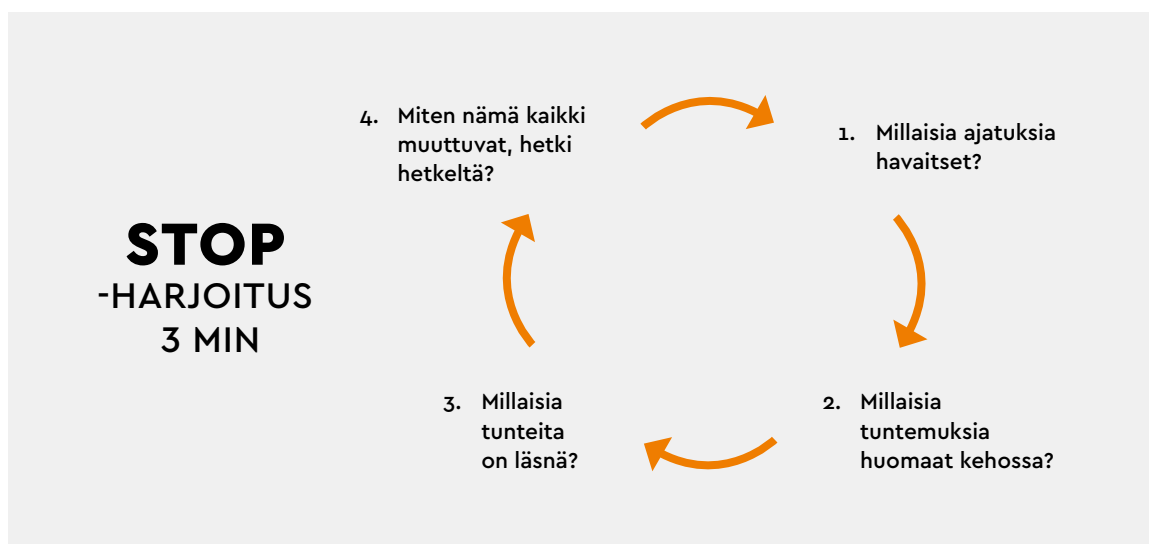 STOP
-HARJOITUS
3 MIN
1. Millaisia ajatuksia
havaitset?
2. Millaisia
tuntemuksia
huomaat kehossa?
3. Millaisia
tunteita
on läsnä?
4. Miten nämä kaikki
muuttuvat, hetki
hetkeltä?